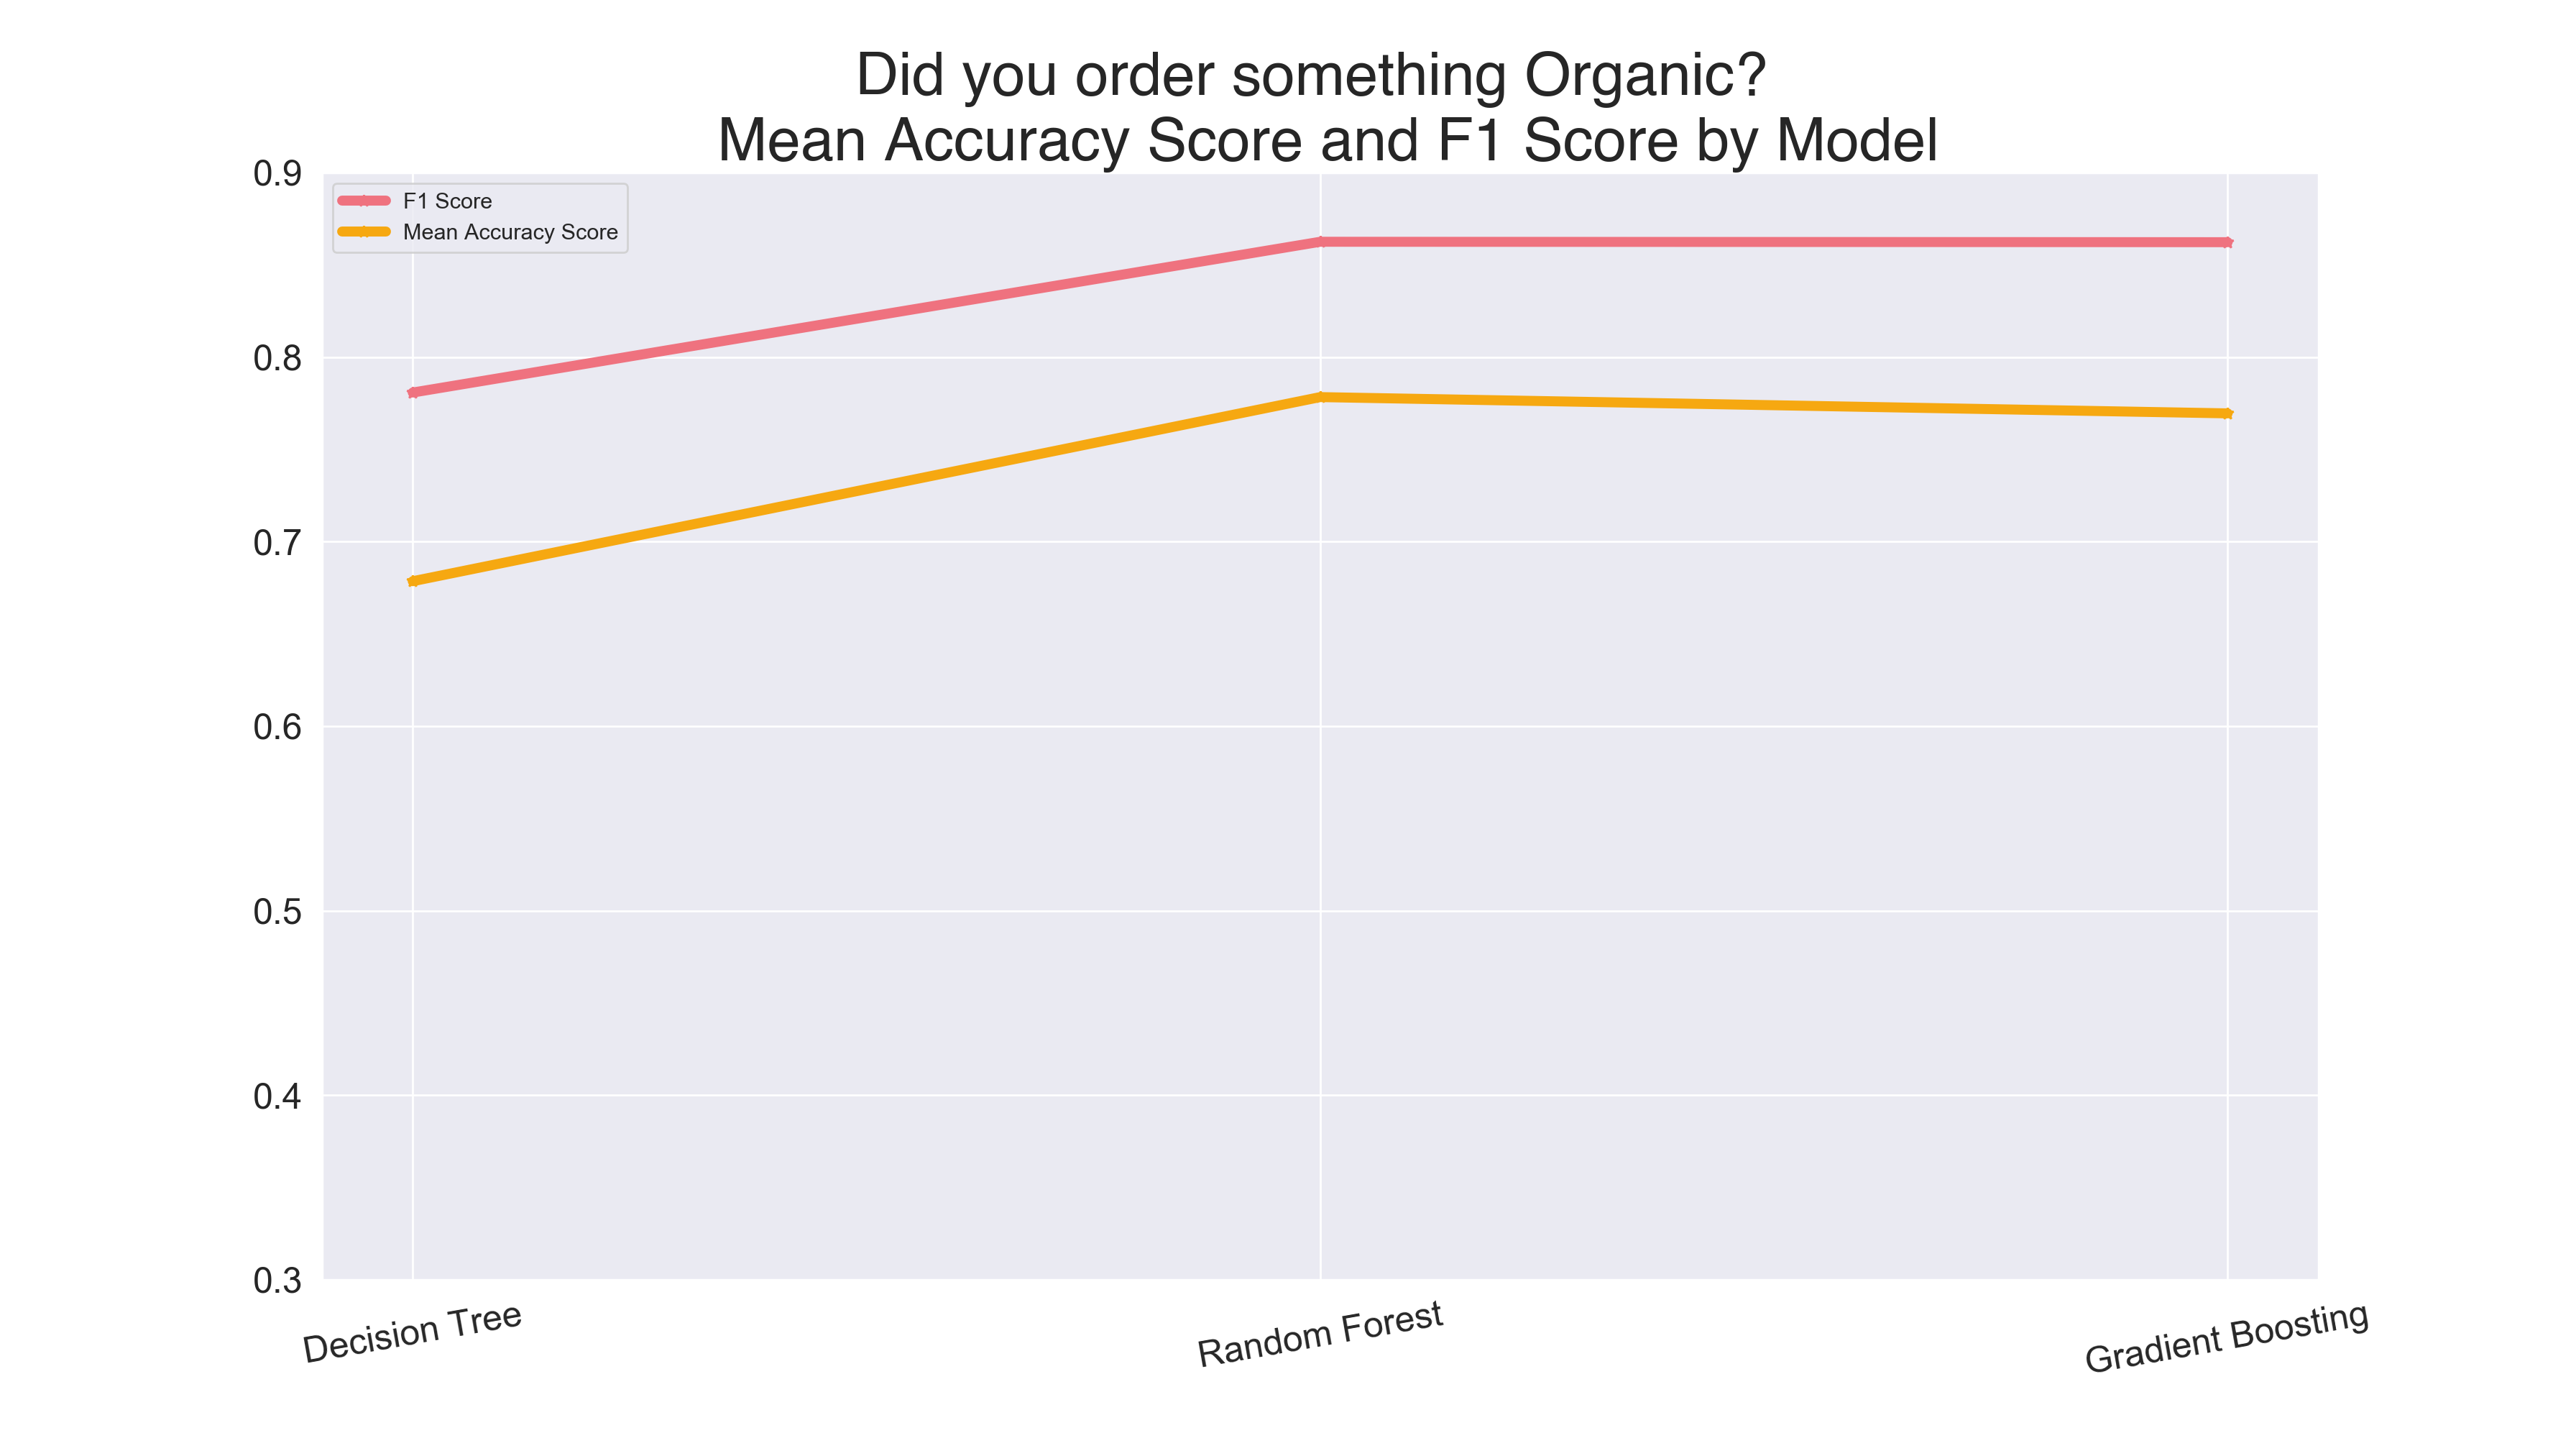 Did you order something Organic?
Mean Accuracy Score and F1 Score by Model
0.9
F1 Score
Mean Accuracy Score
0.8
0.7
0.6
0.5
0.4
0.3
Decision Tree
Random Forest
Gradient Boosting